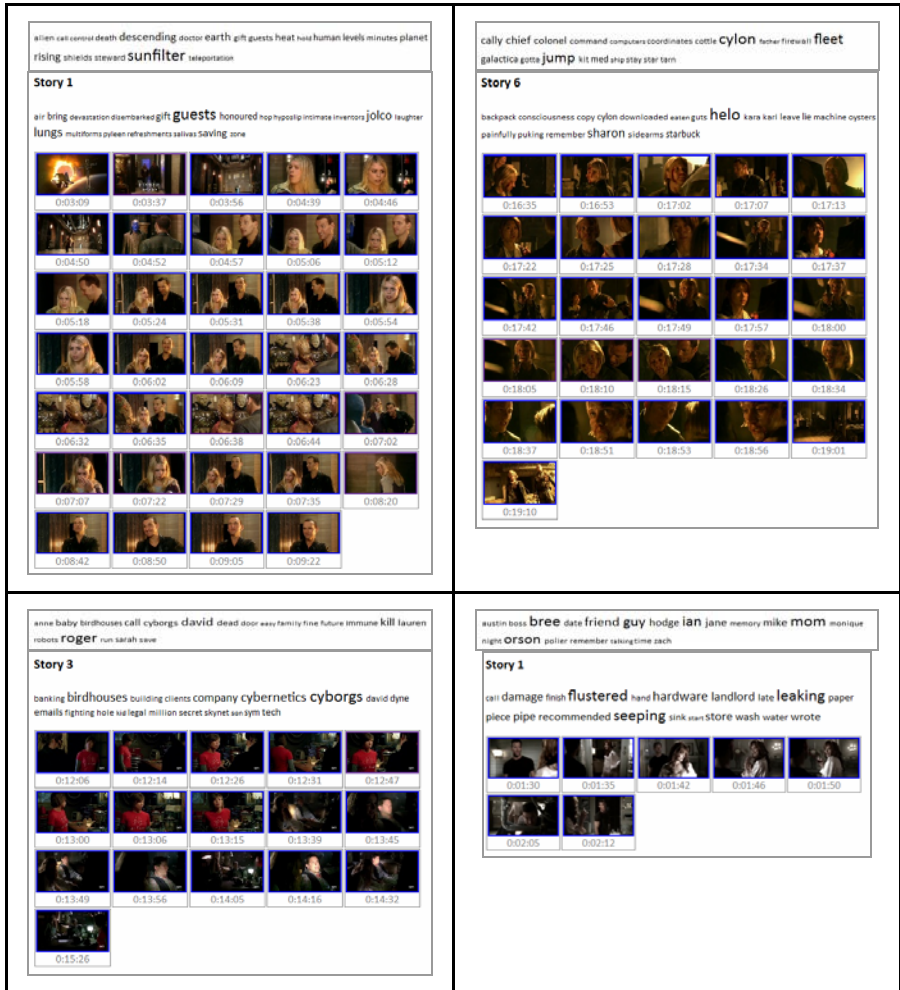 alien call control death descending doctor earth gift guests heat hold human levels minutes planet
rising shields steward sunfilter teleportation
Story 1
air bring devastation disembarked gift guests honoured hop hyposlip intimate inventors jolco laughter
lungs multiforms pyleen refreshments salivas saving zone
0:03:09 0:03:37 0:03:56 0:04:39 0:04:46
0:04:50 0:04:52 0:04:57 0:05:06 0:05:12
0:05:18 0:05:24 0:05:31 0:05:38 0:05:54
0:05:58 0:06:02 0:06:09 0:06:23 0:06:28
0:06:32 0:06:35 0:06:38 0:06:44 0:07:02
0:07:07 0:07:22 0:07:29 0:07:35 0:08:20
0:08:42 0:08:50 0:09:05 0:09:22
cally chief colonel command computers coordinates cottle cylon father firewall fleet
galactica gotta jump kit med ship stay ster tarn
Story 6
backpack consciousness copy cylon downloaded eaten guts helo kara karl leave lie machine oysters
painfully puking remember sharon sidearms starbuck
0:16:35 0:16:53 0:17:02 0:17:07 0:17:13
0:17:22 0:17:25 0:17:28 0:17:34 0:17:37
0:17:42 0:17:46 0:17:49 0:17:57 0:18:00
0:18:05 0:18:10 0:18:15 0:18:26 0:18:34
0:18:37 0:18:51 0:18:53 0:18:56 0:19:01
0:19:10
anne baby birdhouses call cyborgs david dead door easy family fine future immune kill lauren
robots roger run sarah save
Story 3
banking birdhouses building clients company cybernetics cyborgs david dyne
emails fighting hole kid legal million secret skynet son sym tech
0:12:06 0:12:14 0:12:26 0:12:31 0:12:47
0:13:00 0:13:06 0:13:15 0:13:39 0:13:45
0:13:49 0:13:56 0:14:05 0:14:16 0:14:32
0:15:26
austin boss bree date friend guy hodge ian jane memory mike mom monique
night orson polier remember talking time zach
Story 1
call damage finish flustered hand hardware landlord late leaking paper
piece pipe recommended seeping sink start store wash water wrote
0:01:30 0:01:35 0:01:42 0:01:46 0:01:50
0:02:05 0:02:12